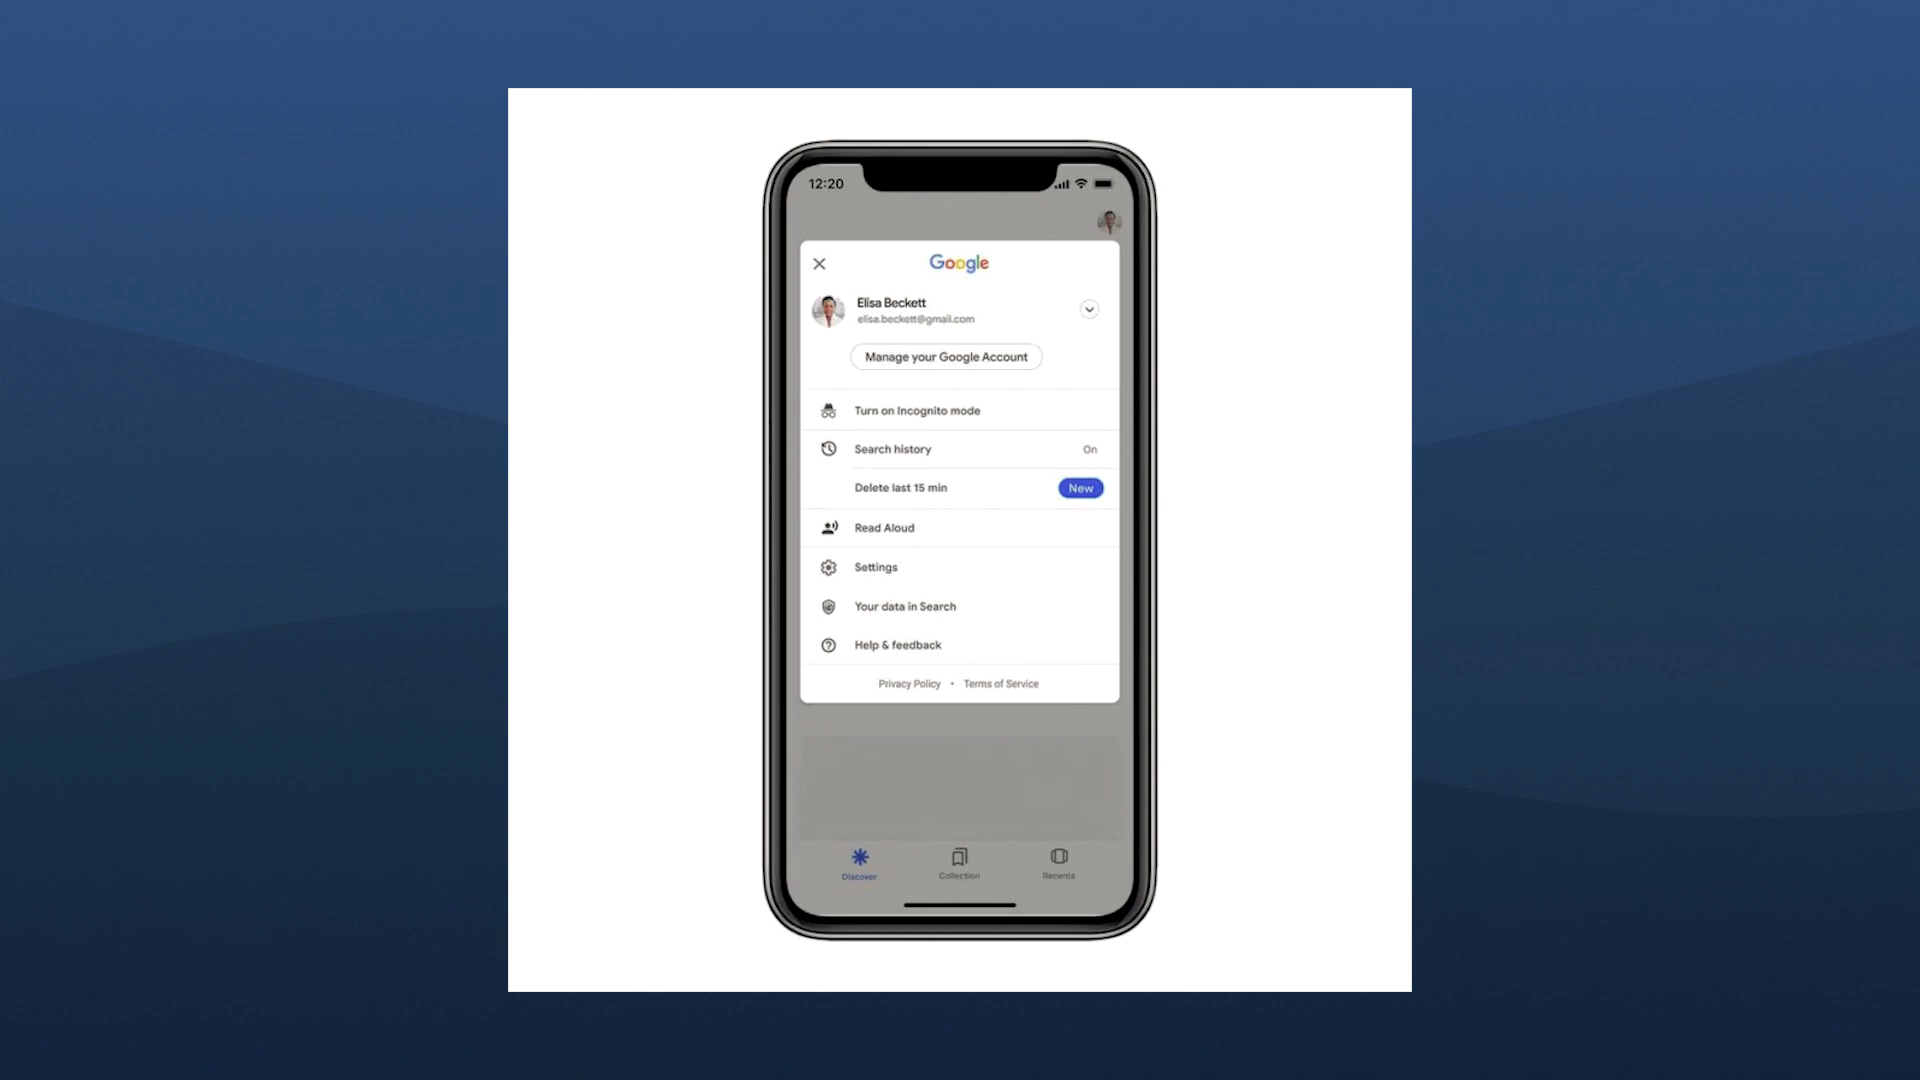 12:20
Google
Elisa Beckett
elisa.beckett@gmail.com
Manage your Google Account
Turn on Incognito mode
Search history On
Delete last 15 min New
Read Aloud
Settings
Your data in Search
Help & feedback
Privacy Policy • Terms of Service
Discover Collection Recents